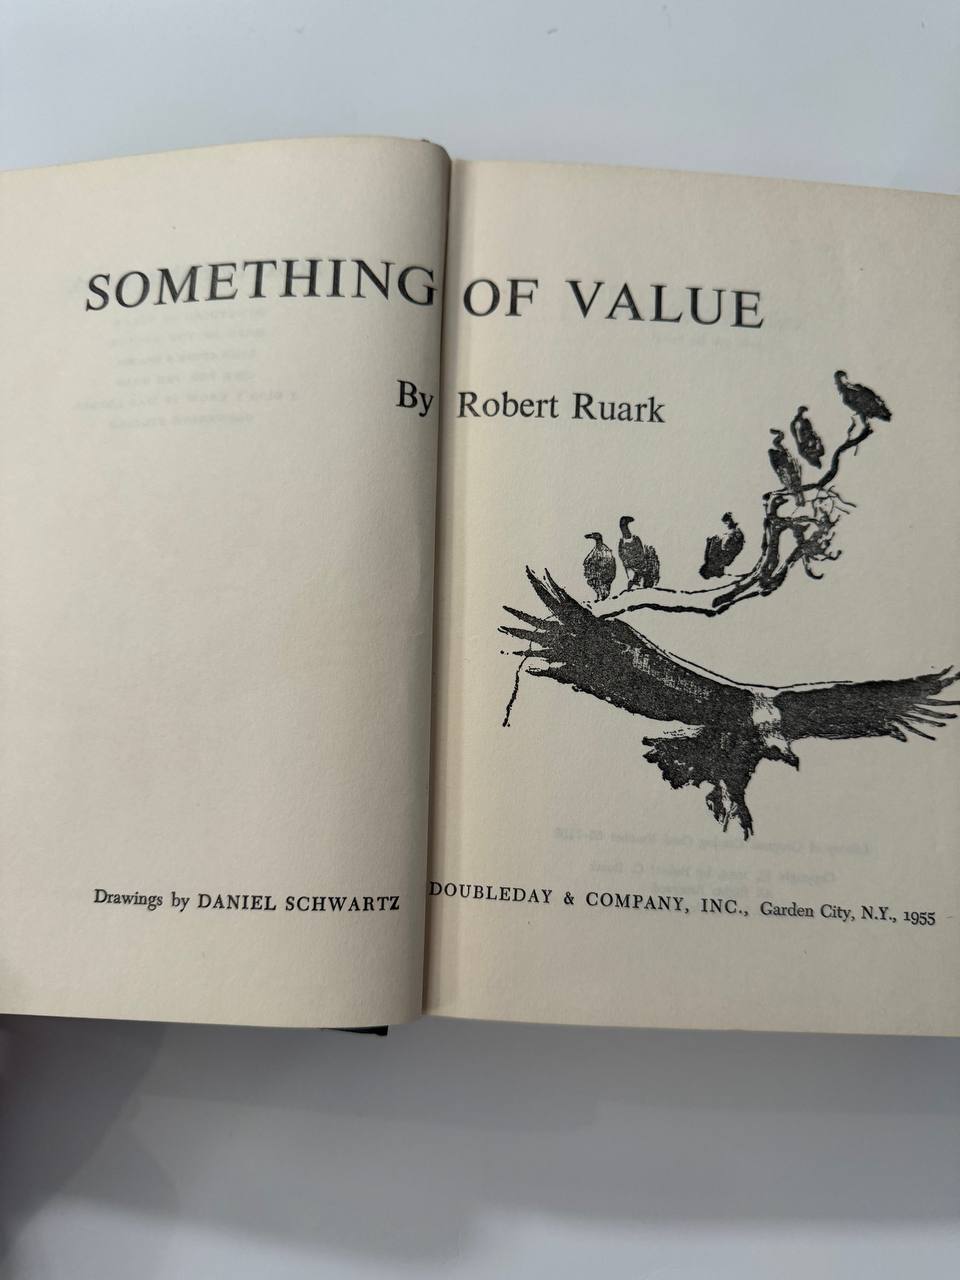 SOMETHING OF VALUE
By Robert Ruark
Drawings by DANIEL SCHWARTZ DOUBLEDAY & COMPANY, INC., Garden City, N.Y., 1955